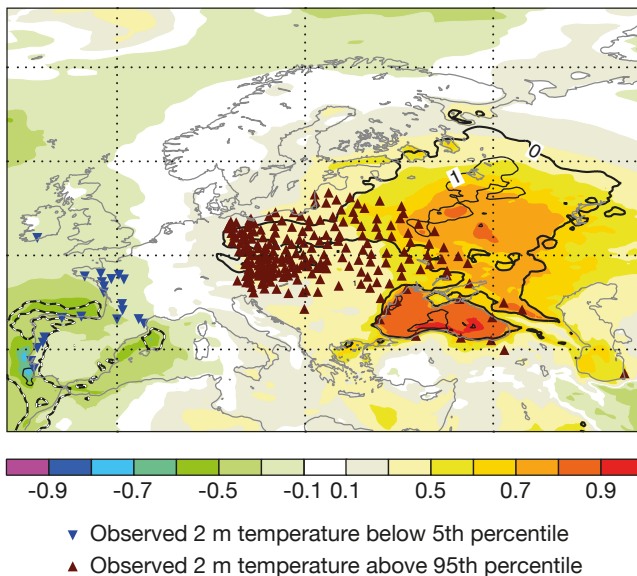 0
1
-0.9 -0.7 -0.5 -0.1 0.1 0.5 0.7 0.9
Observed 2 m temperature below 5th percentile
Observed 2 m temperature above 95th percentile